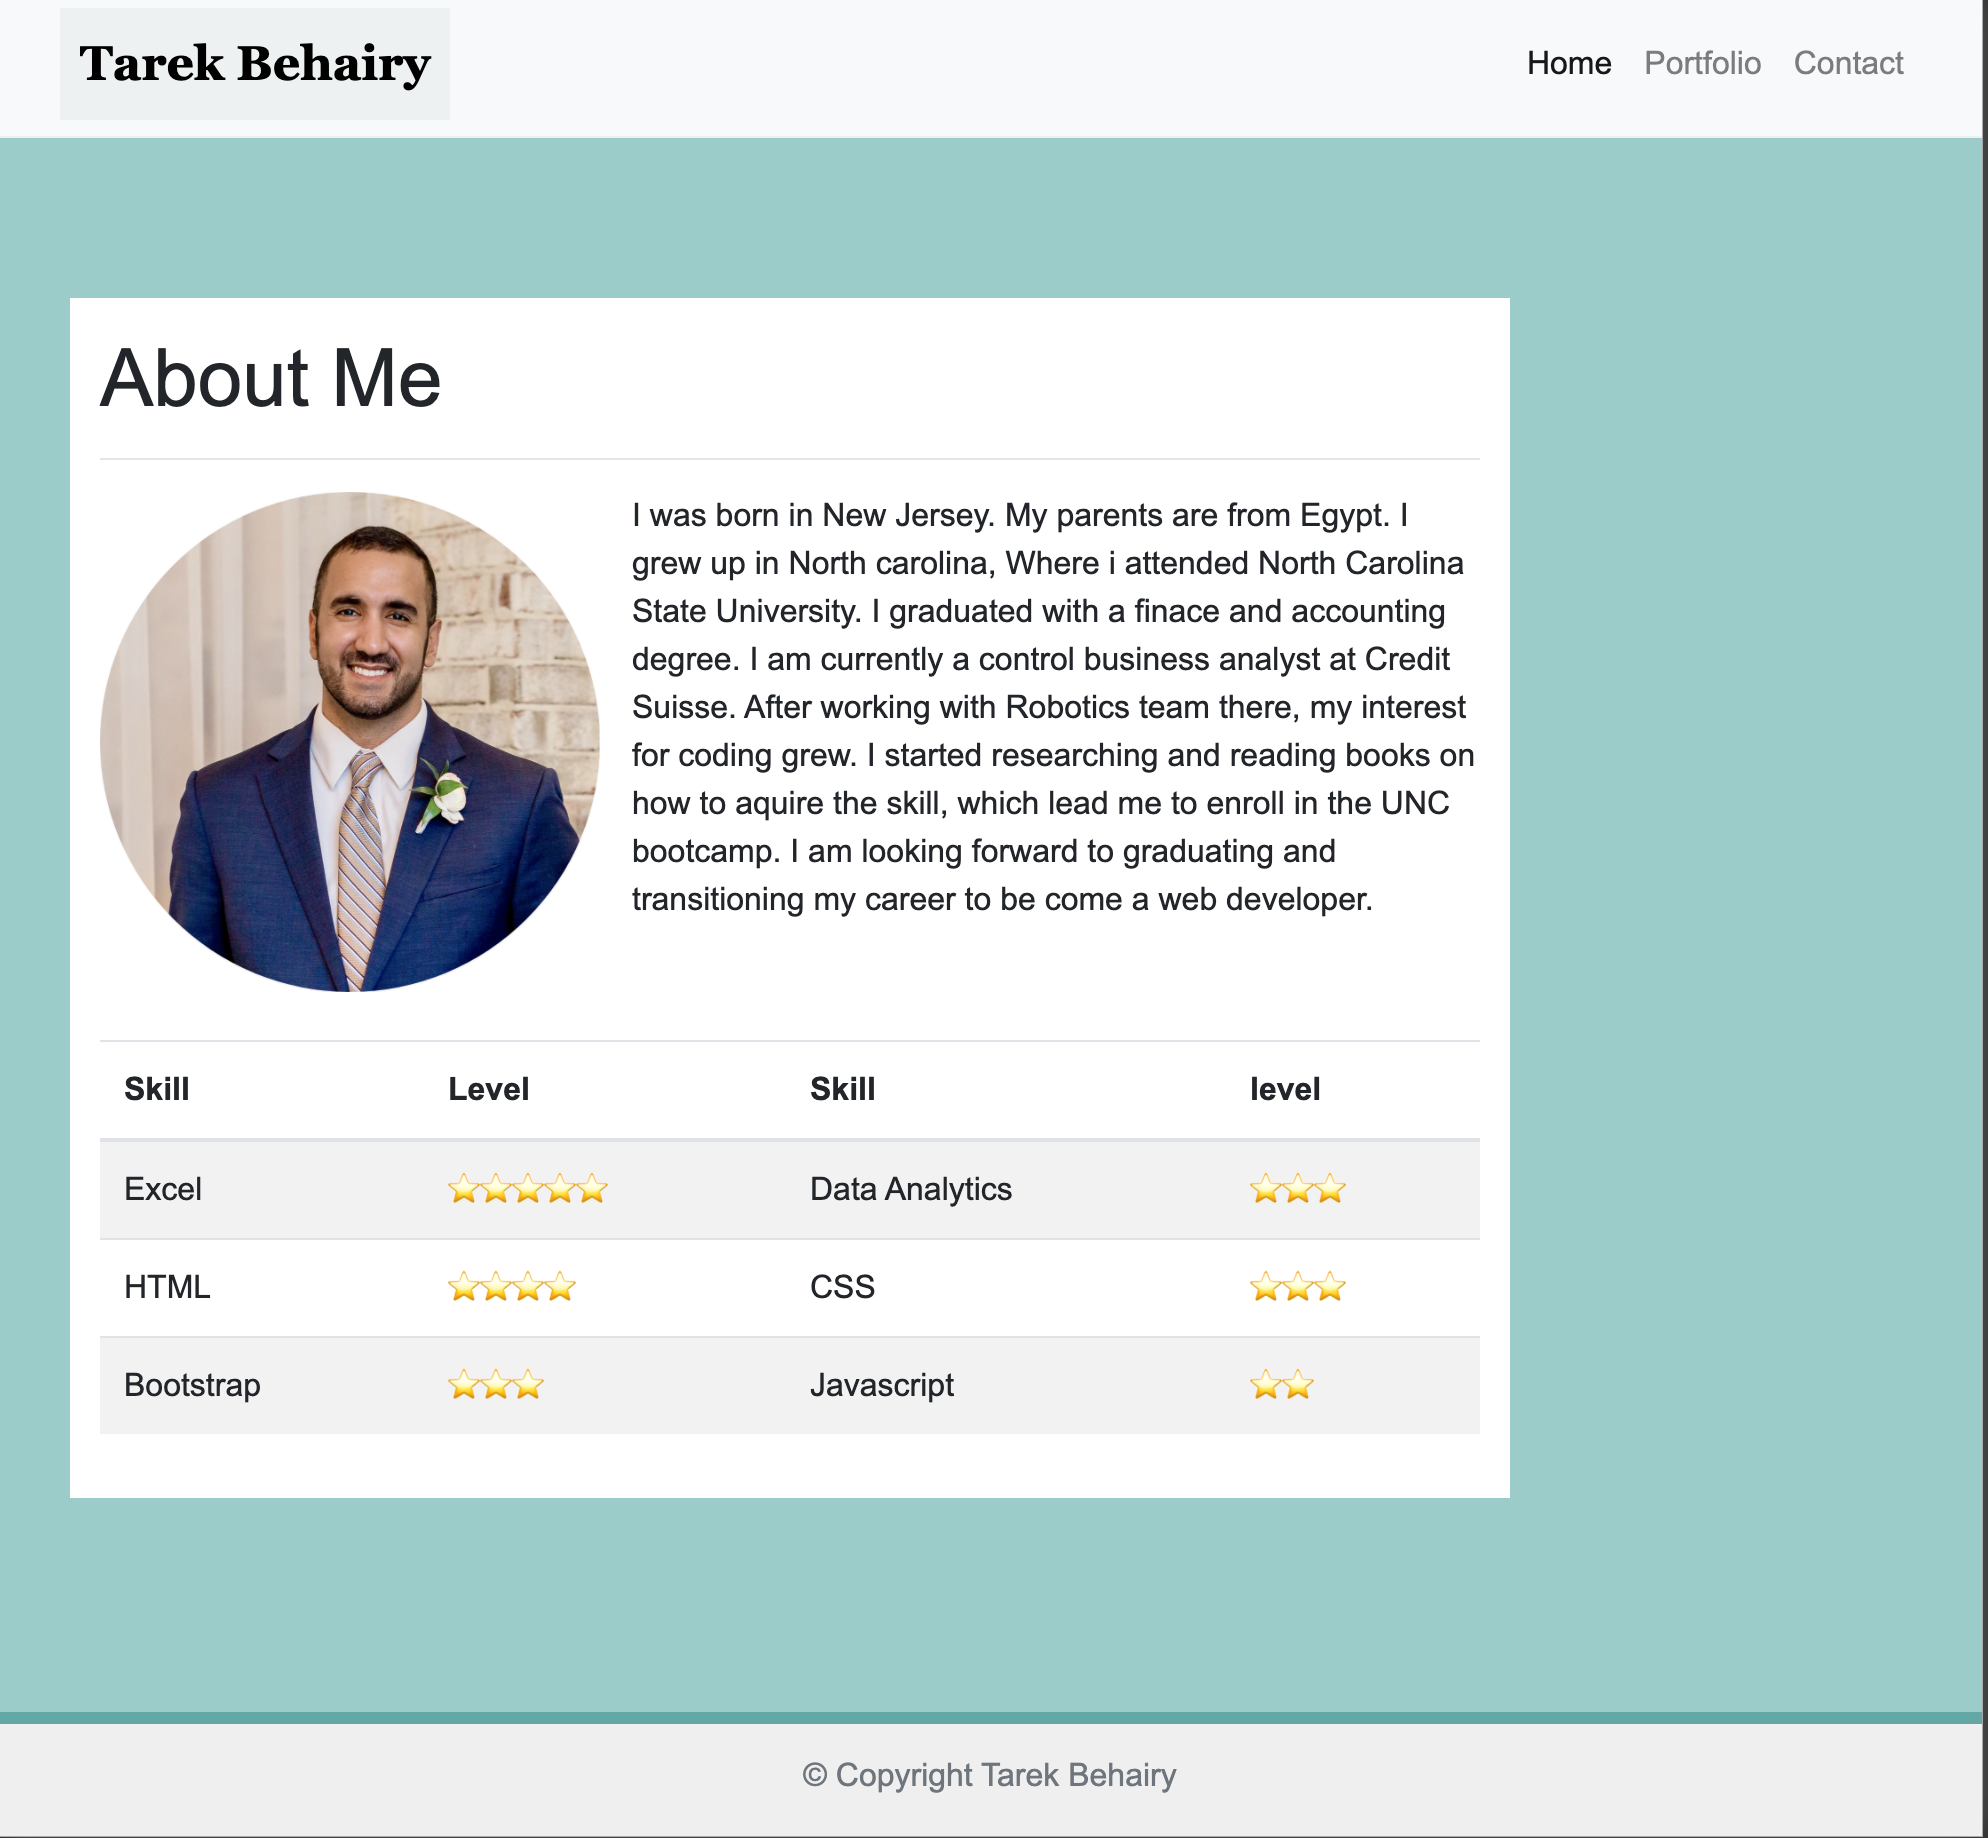 Tarek Behairy
Home Portfolio Contact
About Me
I was born in New Jersey. My parents are from Egypt. I
grew up in North carolina, Where i attended North Carolina
State University. I graduated with a finace and accounting
degree. I am currently a control business analyst at Credit
Suisse. After working with Robotics team there, my interest
for coding grew. I started researching and reading books on
how to aquire the skill, which lead me to enroll in the UNC
bootcamp. I am looking forward to graduating and
transitioning my career to be come a web developer.
Skill Level Skill level
Excel ⭐⭐⭐⭐⭐ Data Analytics ⭐⭐⭐
HTML ⭐⭐⭐⭐ CSS ⭐⭐⭐
Bootstrap ⭐⭐⭐ Javascript ⭐⭐
© Copyright Tarek Behairy